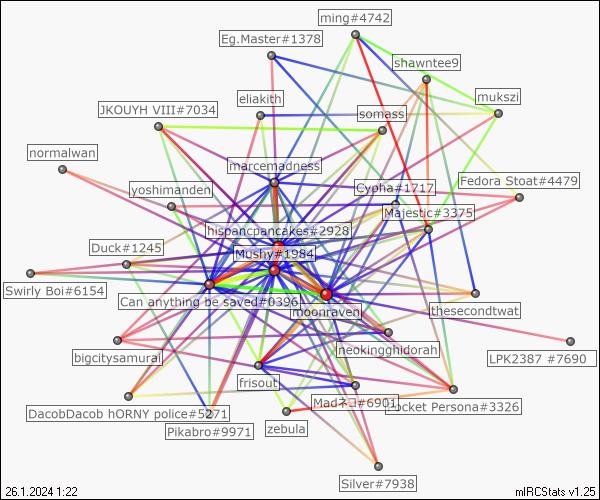 ming#4742
Eg.Master#1378
shawntee9
mukszi
eliakith
somass
JKOUYH VIII#7034
normalwan
marcemadness
Fedora Stoat#4479
yoshimanden
Cypha#1717
Majestic#3375
hispancpancakes#2928
Duck#1245
Mushy#1984
Swirly Boi#6154
Can anything be saved#0396
moonraven
thesecondtwat
neokingghidorah
LPK2387 #7690
bigcitysamurai
frisout
Madネコ#6901
ocket Persona#3326
DacobDacob hORNY police#5271
Pikabro#9971
zebula
Silver#7938
26.1.2024 1:22
mIRCStats v1.25